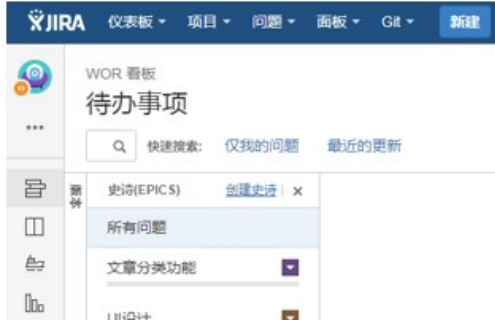 JIRA 仪表板 项目 问题 面板 Git 新建
WOR 看板
待办事项
快速搜索: 仅我的问题 最近的更新
版本
史诗(EPICS) 创建史诗 x
所有问题
文章分类功能
UI设计